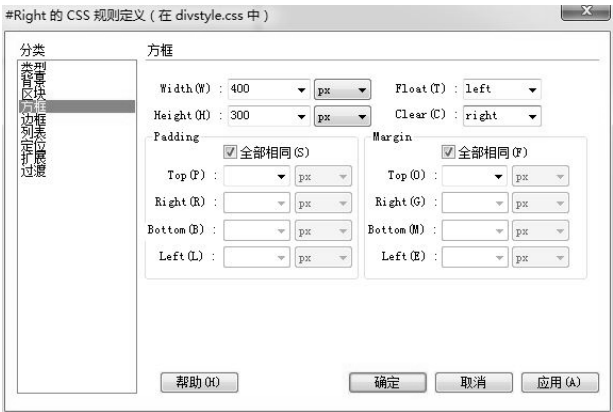 #Right 的 CSS 规则定义(在 divstyle.css 中)
分类
类型
背景
区块
方框
边框
列表
定位
扩展
过渡
方框
Width(W) : 400 px Float(T) : left
Height(H) : 300 px Clear(C) : right
Padding Margin
全部相同(S) 全部相同(F)
Top(P) : px Top(O) : px
Right(R) : px Right(G) : px
Bottom(B) : px Bottom(M) : px
Left(L) : px Left(E) : px
帮助(H) 确定 取消 应用(A)